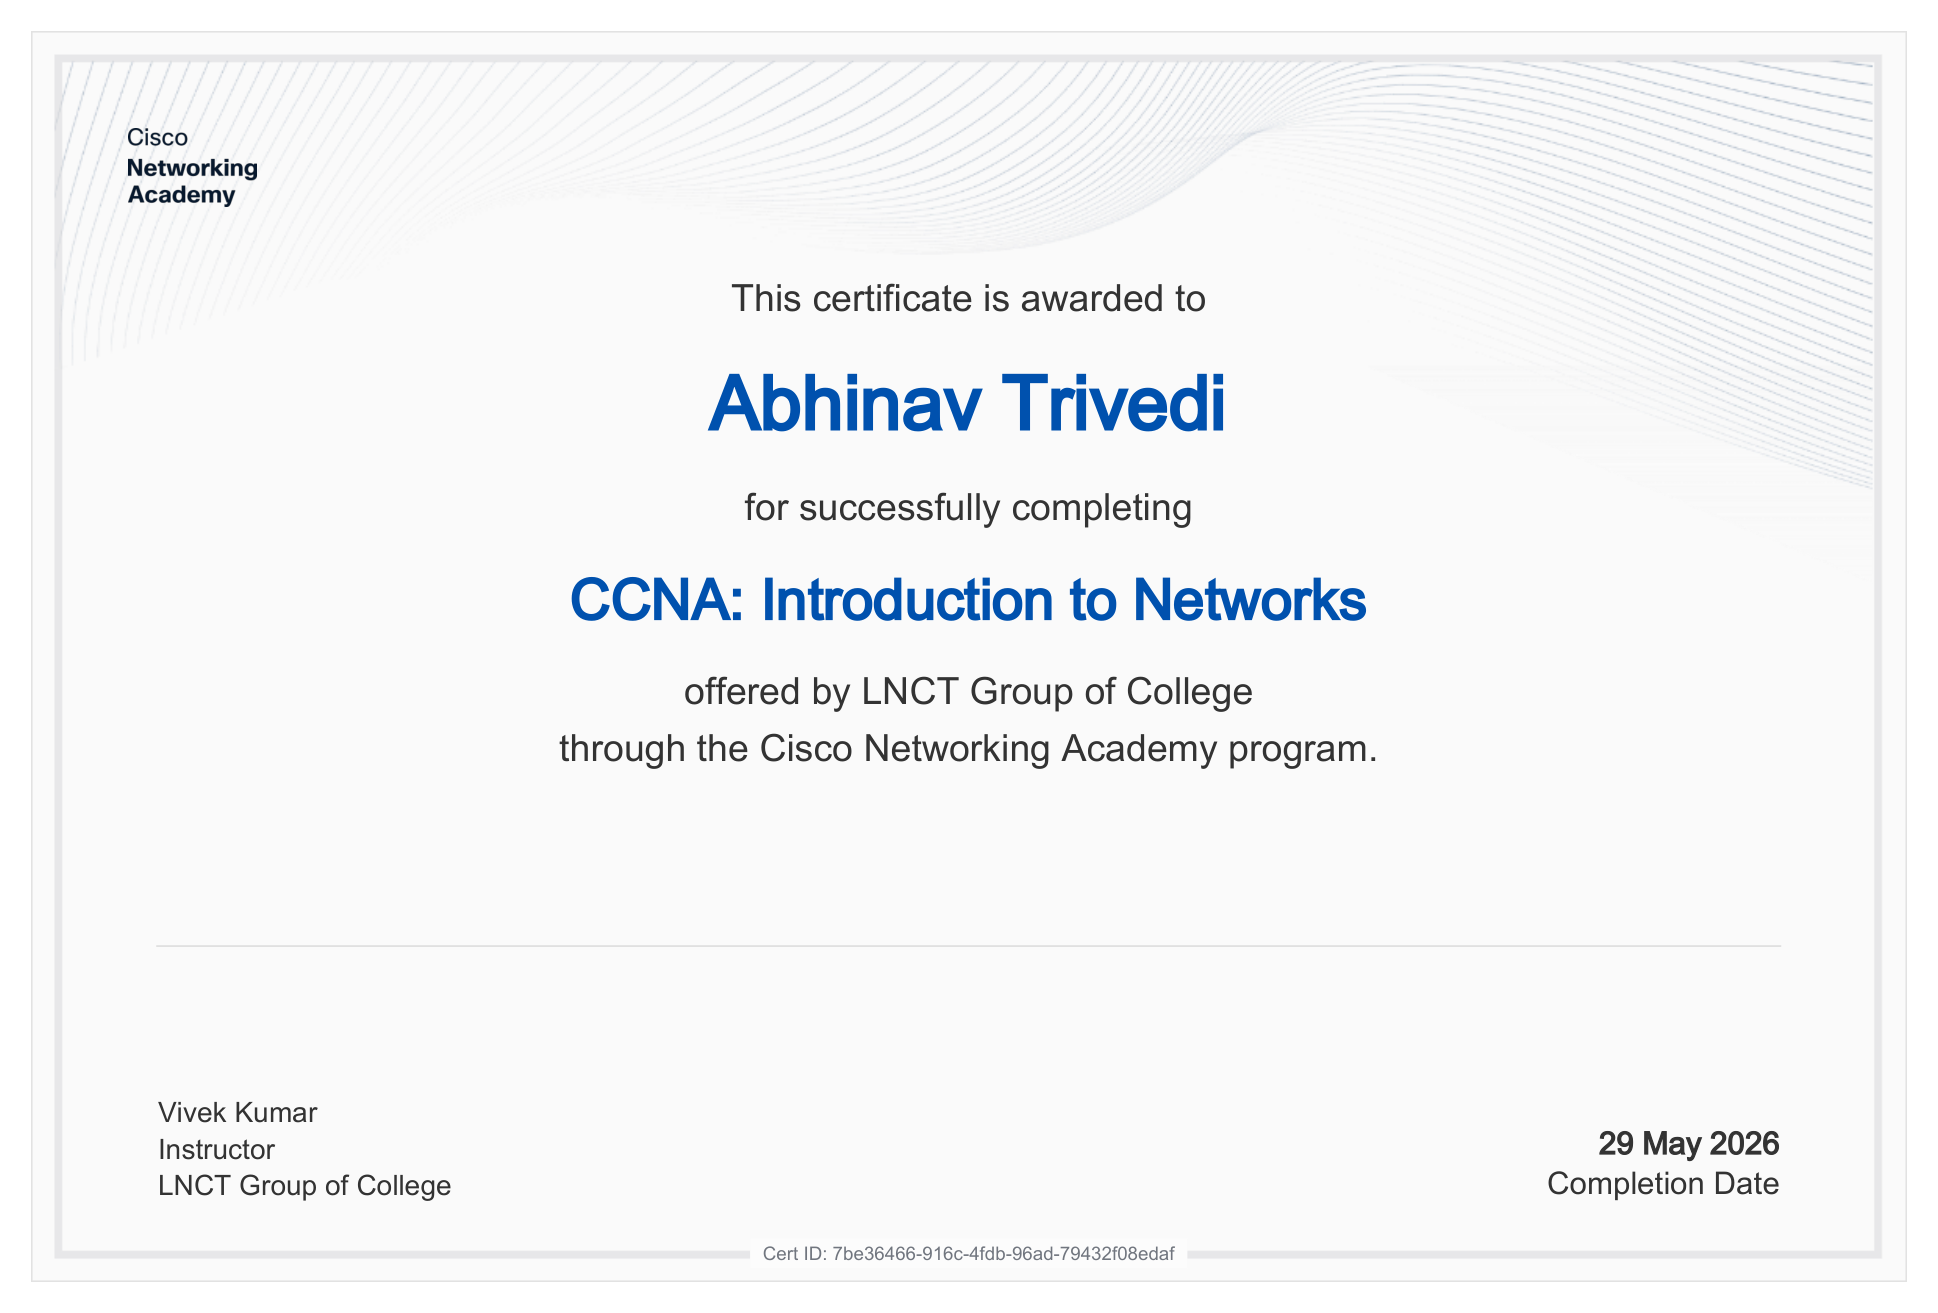 Cisco
Networking
Academy
This certificate is awarded to
Abhinav Trivedi
for successfully completing
CCNA: Introduction to Networks
offered by LNCT Group of College
through the Cisco Networking Academy program.
Vivek Kumar
Instructor
LNCT Group of College
29 May 2026
Completion Date
Cert ID: 7be36466-916c-4fdb-96ad-79432f08edaf